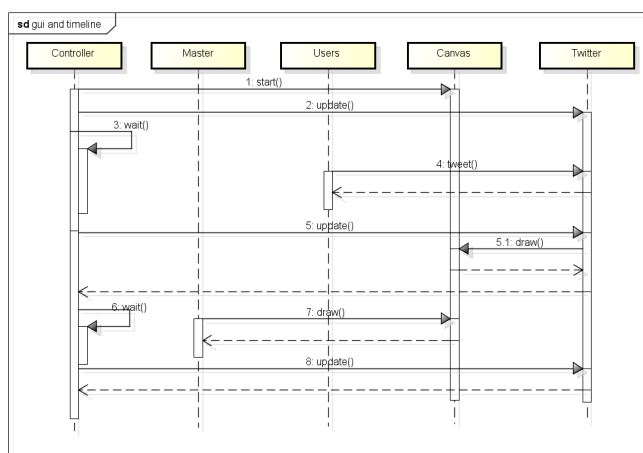 sd gui and timeline
Controller
Master
Users
Canvas
Twitter
1: start()
2: update()
3: wait()
4: tweet()
5: update()
5.1: draw()
6: wait()
7: draw()
8: update()